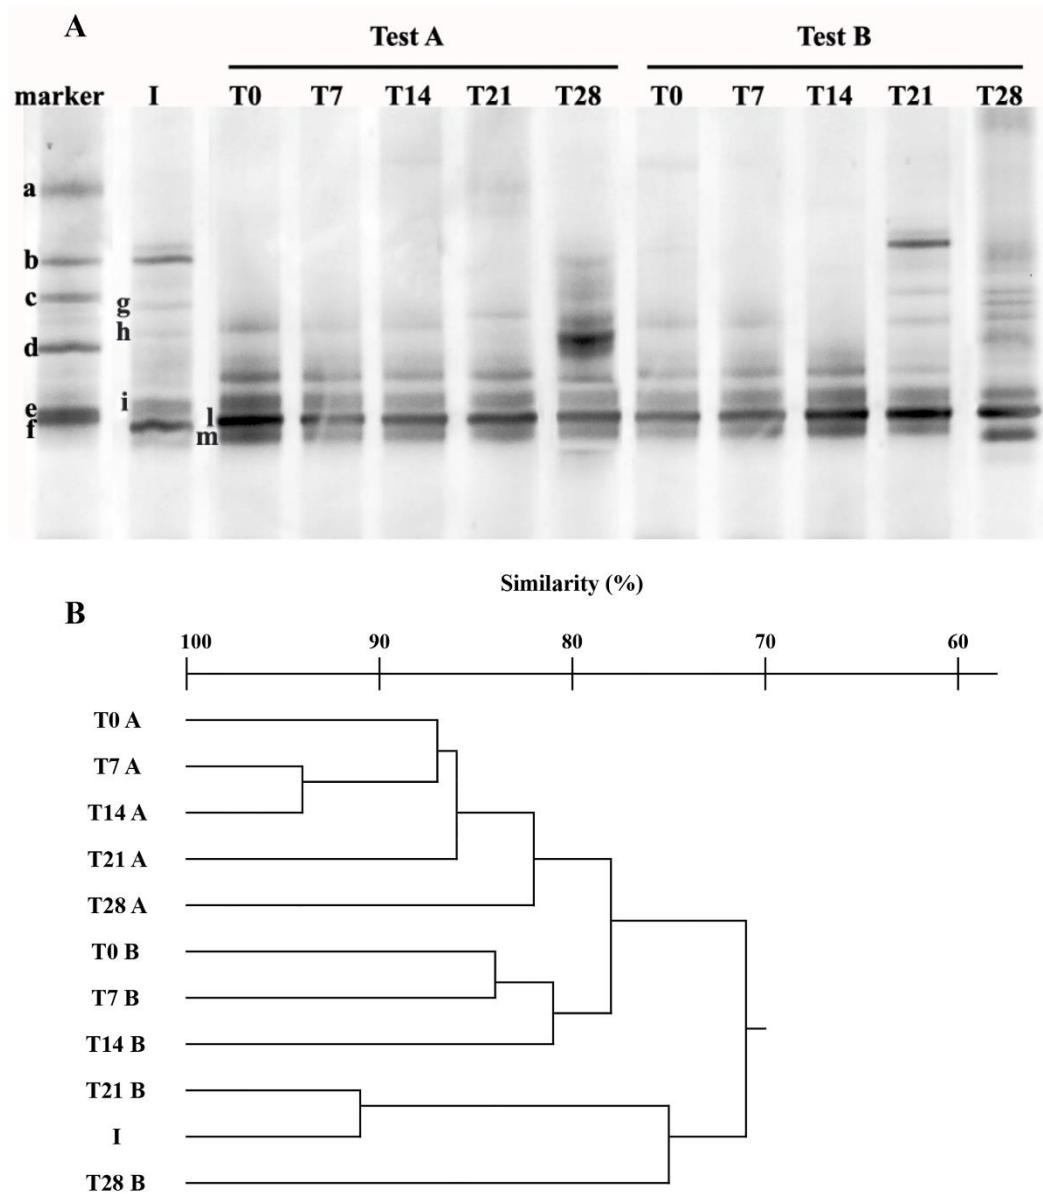 A
Test A Test B
marker I T0 T7 T14 T21 T28 T0 T7 T14 T21 T28
a
b
c g
h
d
i
e l
f m
Similarity (%)
B
100 90 80 70 60
T0 A
T7 A
T14 A
T21 A
T28 A
T0 B
T7 B
T14 B
T21 B
I
T28 B